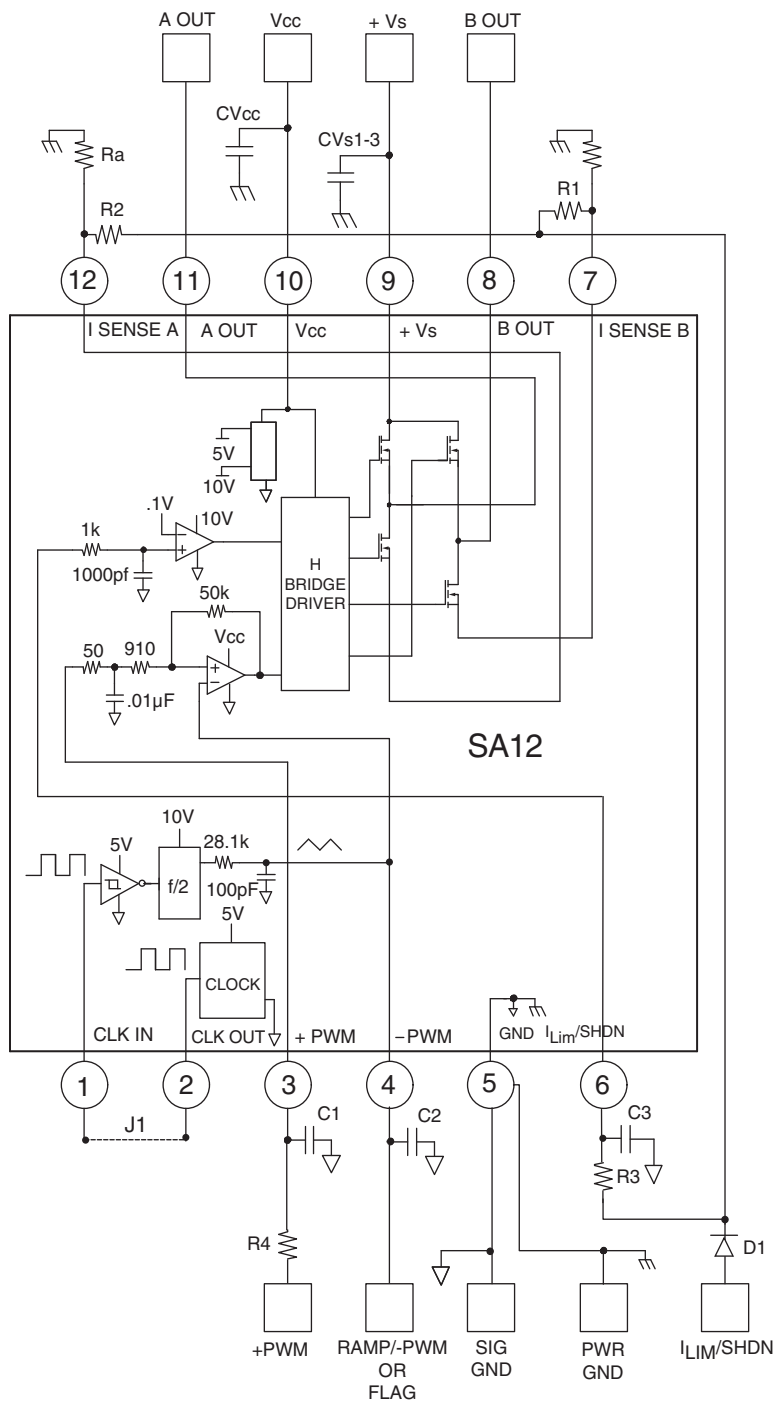 A OUT
Vcc
+ Vs
B OUT
CVcc
CVs1-3
Ra
R2
R1
12
11
10
9
8
7
I SENSE A
A OUT
Vcc
+ Vs
B OUT
I SENSE B
5V
10V
.1V
10V
1k
1000pf
H
BRIDGE
DRIVER
50k
50
910
Vcc
.01µF
SA12
10V
5V
28.1k
f/2
100pF
5V
CLOCK
CLK IN
CLK OUT
+ PWM
–PWM
GND
ILim/SHDN
1
2
3
4
5
6
J1
C1
C2
C3
R3
R4
D1
+PWM
RAMP/-PWM
OR
FLAG
SIG
GND
PWR
GND
ILIM/SHDN